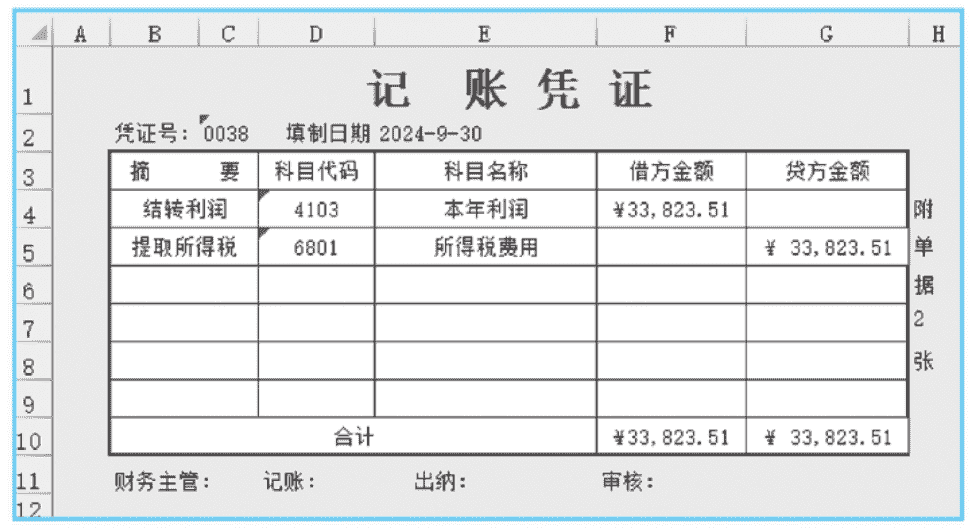 A B C D E F G H
1 记 账 凭 证
2 凭证号: 0038 填制日期 2024-9-30
3 摘 要 科目代码 科目名称 借方金额 贷方金额
4 结转利润 4103 本年利润 ¥33,823.51 附
5 提取所得税 6801 所得税费用 ¥ 33,823.51 单
6 据
7 2
8 张
9
10 合计 ¥33,823.51 ¥ 33,823.51
11 财务主管: 记账: 出纳: 审核:
12